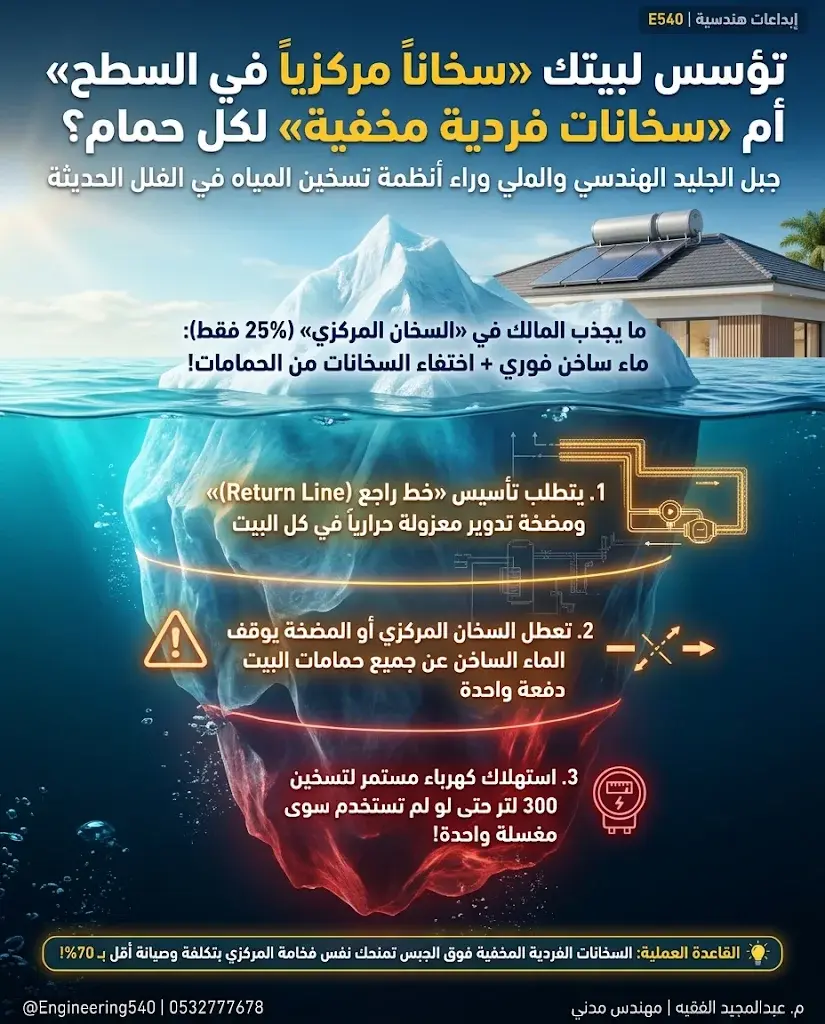 إبداعات هندسية | E540
تؤسس لبيتك «سخاناً مركزياً في السطح»
أم «سخانات فردية مخفية» لكل حمام؟
جبل الجليد الهندسي والملي وراء أنظمة تسخين المياه في الفلل الحديثة
ما يجذب المالك في «السخان المركزي» (25% فقط):
ماء ساخن فوري + اختفاء السخانات من الحمامات!
1. يتطلب تأسيس «خط راجع (Return Line)»
ومضخة تدوير معزولة حرارياً في كل البيت
2. تعطل السخان المركزي أو المضخة يوقف
الماء الساخن عن جميع حمامات البيت
دفعة واحدة
3. استهلاك كهرباء مستمر لتسخين
300 لتر حتى لو لم تستخدم سوى
مغسلة واحدة!
القاعدة العملية: السخانات الفردية المخفية فوق الجبس تمنحك نفس فخامة المركزي بتكلفة وصيانة أقل بـ 70%!
م. عبدالمجيد الفقيه | مهندس مدني
@Engineering540 | 0532777678